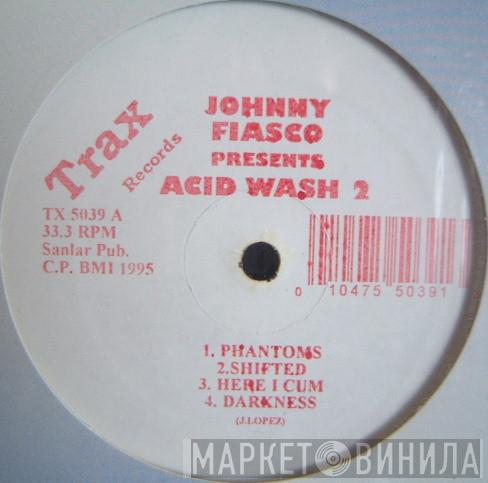 Trax
Records
JOHNNY
FIASCO
PRESENTS
ACID WASH 2
TX 5039 A
33.3 RPM
Sanlar Pub.
C.P. BMI 1995
0 10475 50391
1. PHANTOMS
2.SHIFTED
3. HERE I CUM
4. DARKNESS
(J.LOPEZ)
МАРКЕТ ВИНИЛА